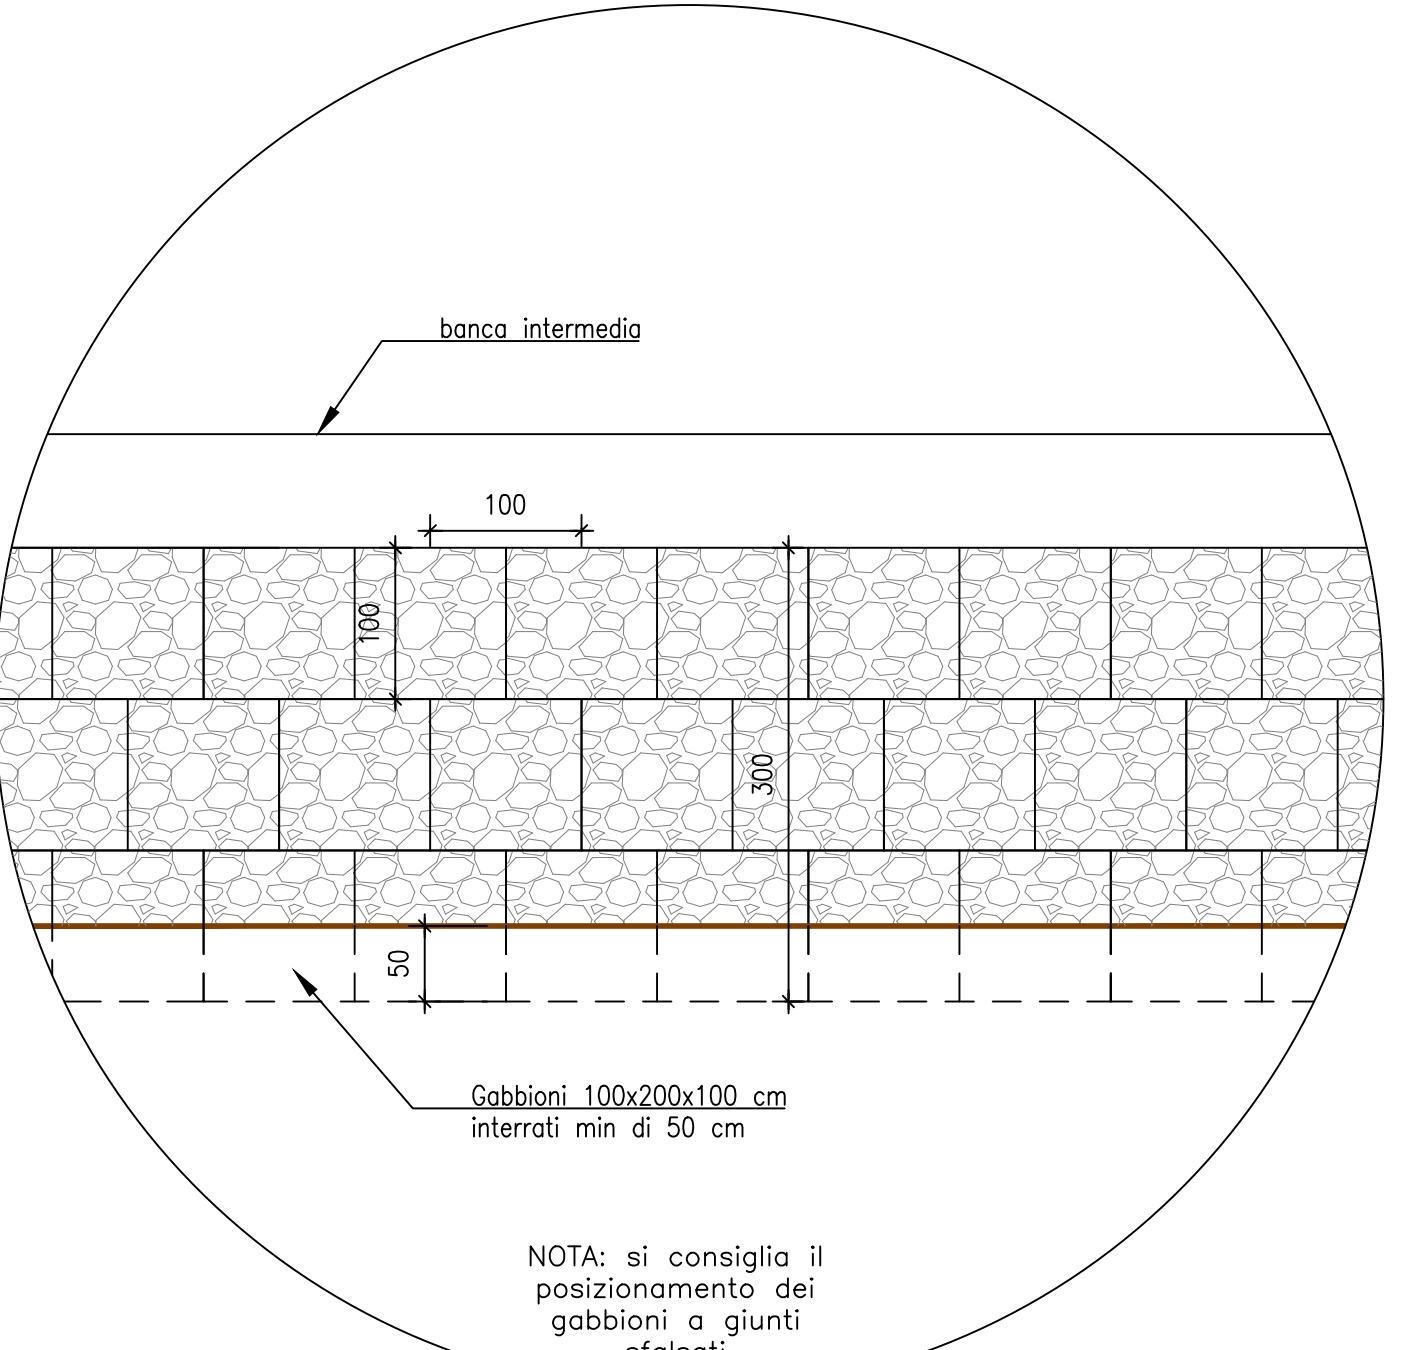 banca intermedia
100
100
300
50
Gabbioni 100x200x100 cm
interrati min di 50 cm
NOTA: si consiglia il
posizionamento dei
gabbioni a giunti
sfalsati